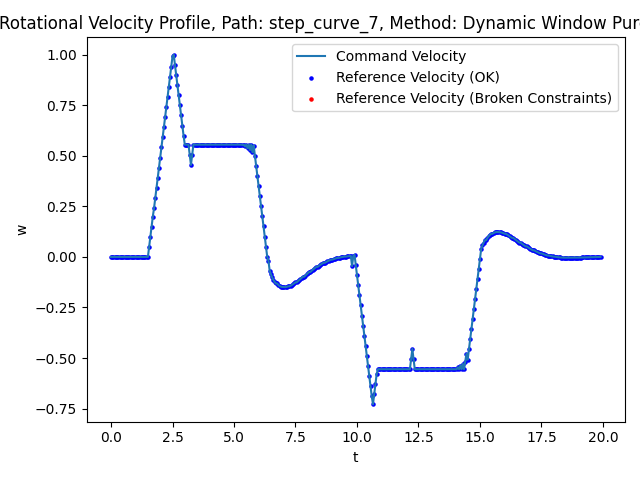 Rotational Velocity Profile, Path: step_curve_7, Method: Dynamic Window Pur
Command Velocity
Reference Velocity (OK)
Reference Velocity (Broken Constraints)
1.00
0.75
0.50
0.25
0.00
−0.25
−0.50
−0.75
w
0.0 2.5 5.0 7.5 10.0 12.5 15.0 17.5 20.0
t